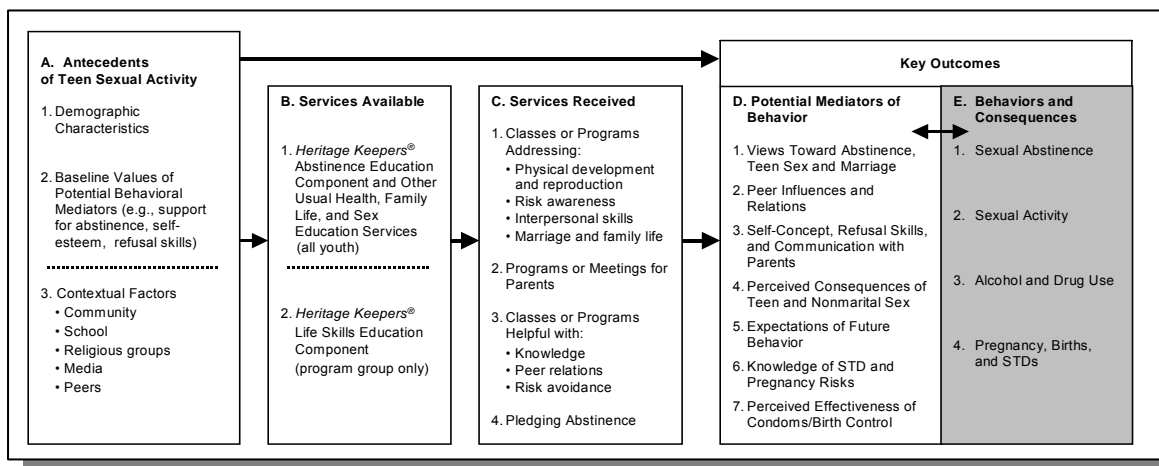 A. Antecedents
of Teen Sexual Activity
1. Demographic
Characteristics
2. Baseline Values of
Potential Behavioral
Mediators (e.g., support
for abstinence, self-
esteem, refusal skills)
3. Contextual Factors
• Community
• School
• Religious groups
• Media
• Peers
B. Services Available
1. Heritage Keepers®
Abstinence Education
Component and Other
Usual Health, Family
Life, and Sex
Education Services
(all youth)
2. Heritage Keepers®
Life Skills Education
Component
(program group only)
C. Services Received
1. Classes or Programs
Addressing:
• Physical development
and reproduction
• Risk awareness
• Interpersonal skills
• Marriage and family life
2. Programs or Meetings for
Parents
3. Classes or Programs
Helpful with:
• Knowledge
• Peer relations
• Risk avoidance
4. Pledging Abstinence
Key Outcomes
D. Potential Mediators of
Behavior
1. Views Toward Abstinence,
Teen Sex and Marriage
2. Peer Influences and
Relations
3. Self-Concept, Refusal Skills,
and Communication with
Parents
4. Perceived Consequences of
Teen and Nonmarital Sex
5. Expectations of Future
Behavior
6. Knowledge of STD and
Pregnancy Risks
7. Perceived Effectiveness of
Condoms/Birth Control
E. Behaviors and
Consequences
1. Sexual Abstinence
2. Sexual Activity
3. Alcohol and Drug Use
4. Pregnancy, Births,
and STDs